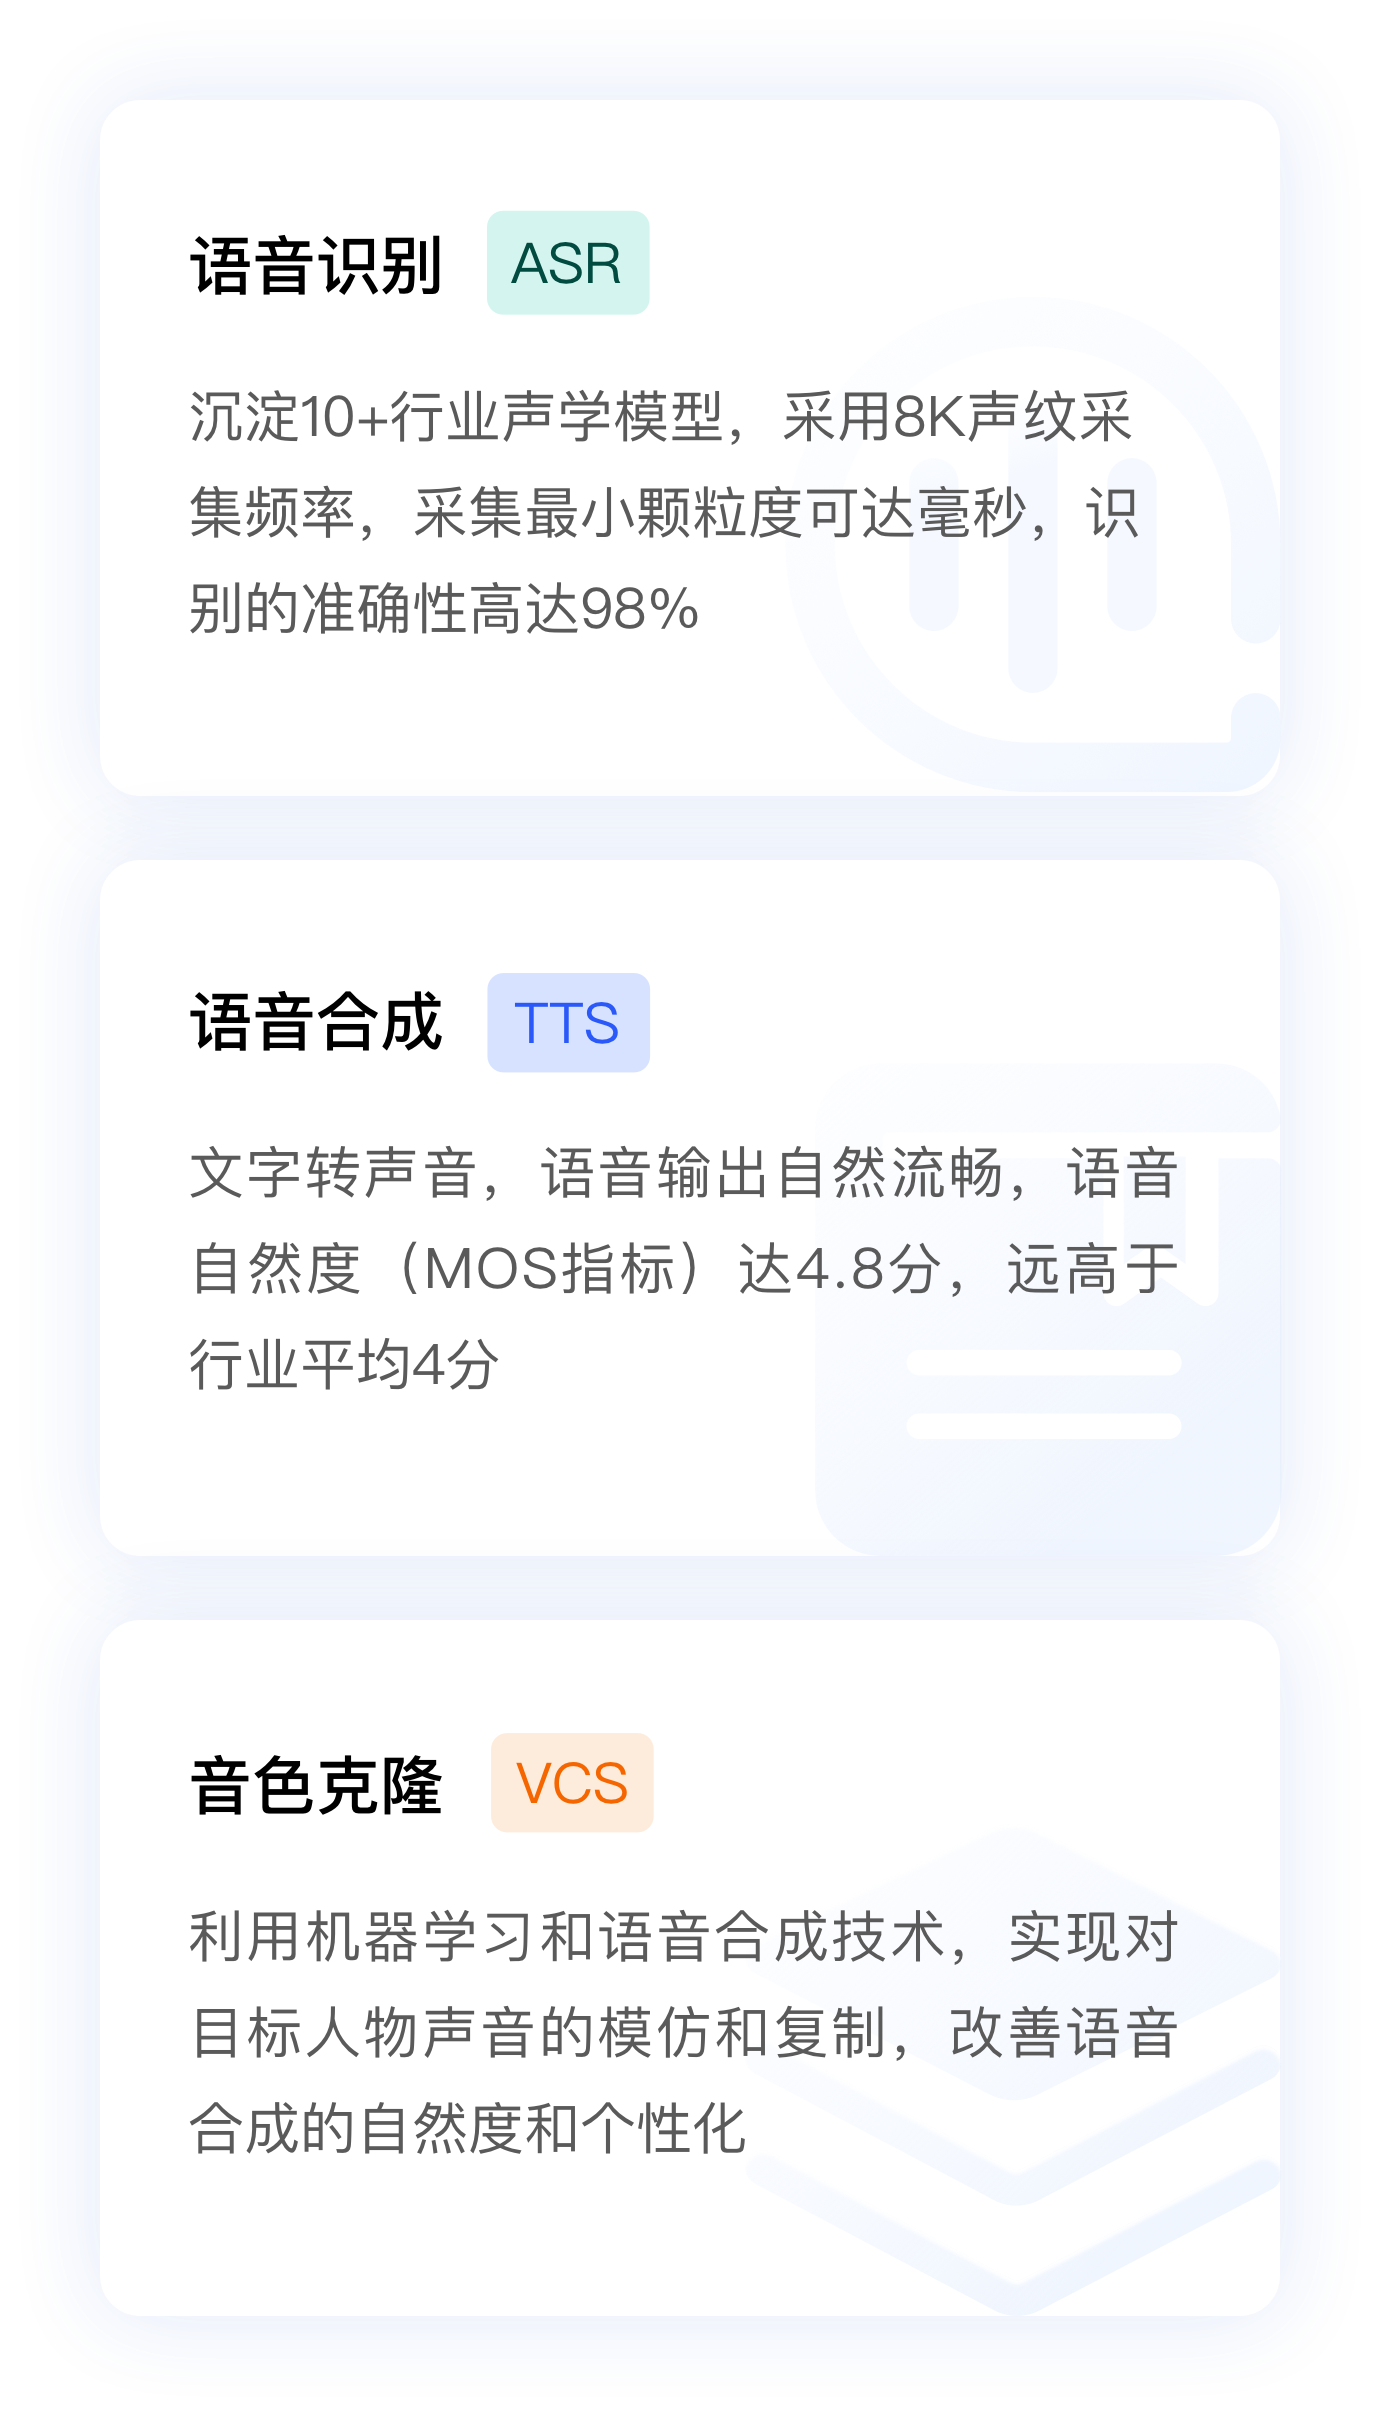 语音识别 ASR
沉淀10+行业声学模型，采用8K声纹采
集频率，采集最小颗粒度可达毫秒，识
别的准确性高达98%
语音合成 TTS
文字转声音，语音输出自然流畅，语音
自然度（MOS指标）达4.8分，远高于
行业平均4分
音色克隆 VCS
利用机器学习和语音合成技术，实现对
目标人物声音的模仿和复制，改善语音
合成的自然度和个性化